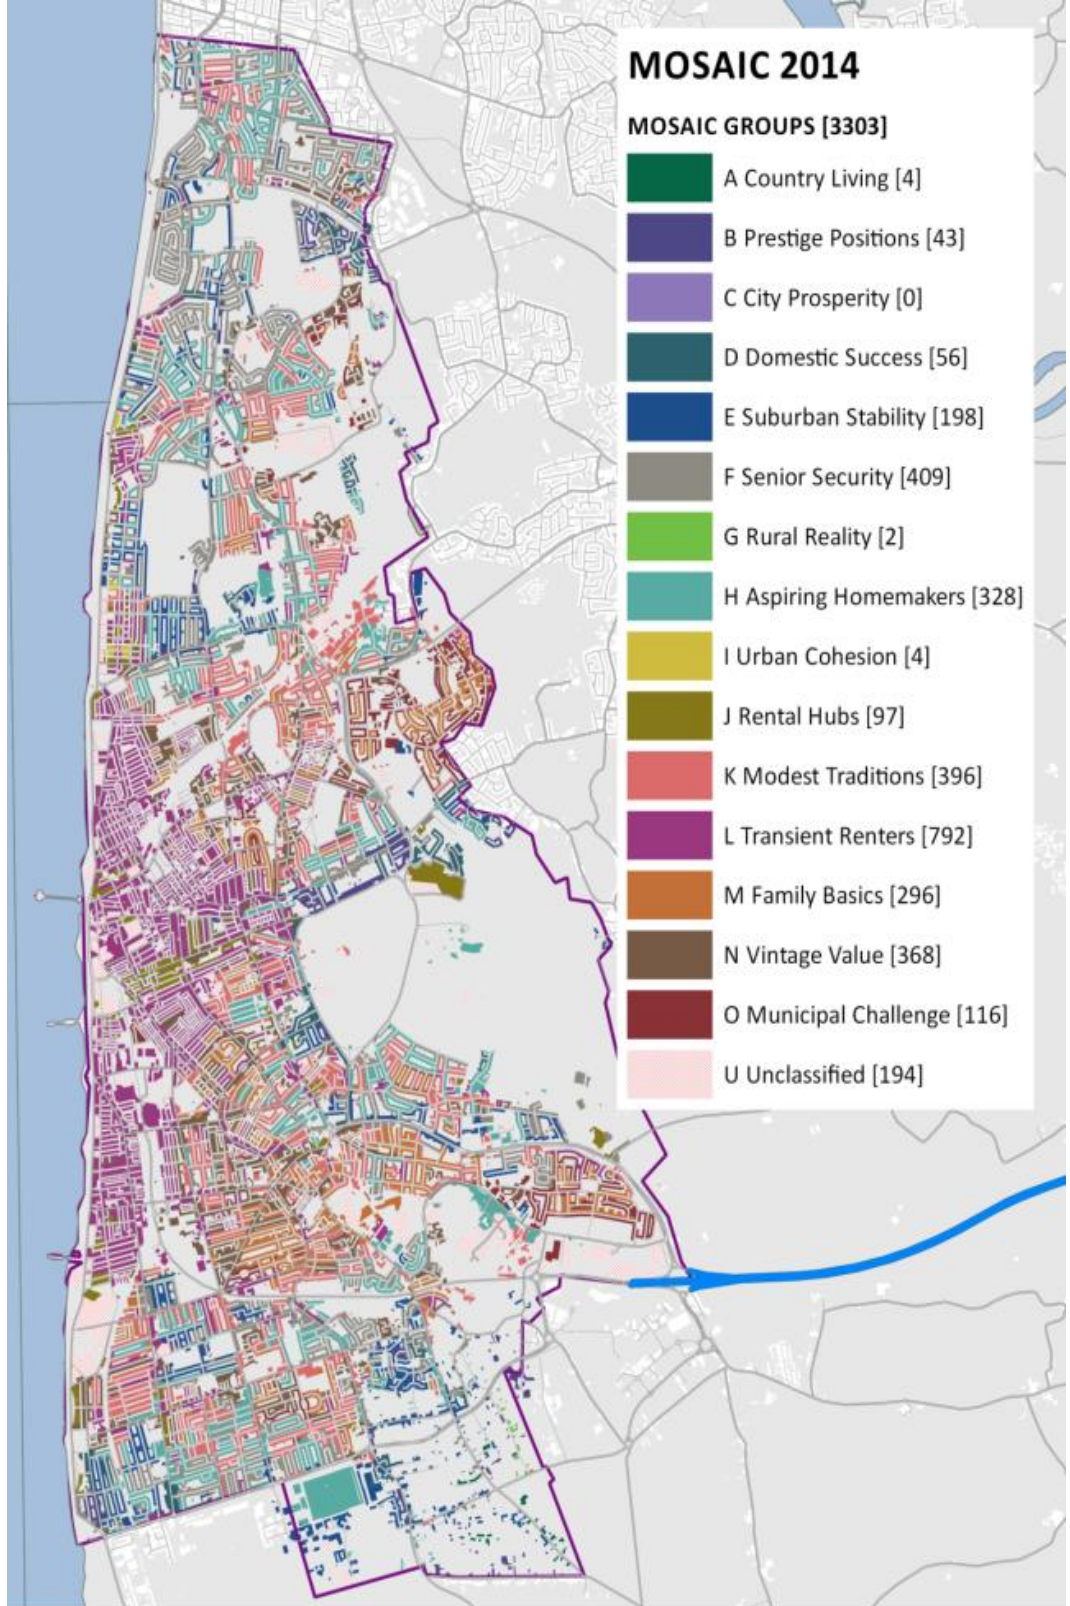 MOSAIC 2014
MOSAIC GROUPS [3303]
A Country Living [4]
B Prestige Positions [43]
C City Prosperity [0]
D Domestic Success [56]
E Suburban Stability [198]
F Senior Security [409]
G Rural Reality [2]
H Aspiring Homemakers [328]
I Urban Cohesion [4]
J Rental Hubs [97]
K Modest Traditions [396]
L Transient Renters [792]
M Family Basics [296]
N Vintage Value [368]
O Municipal Challenge [116]
U Unclassified [194]